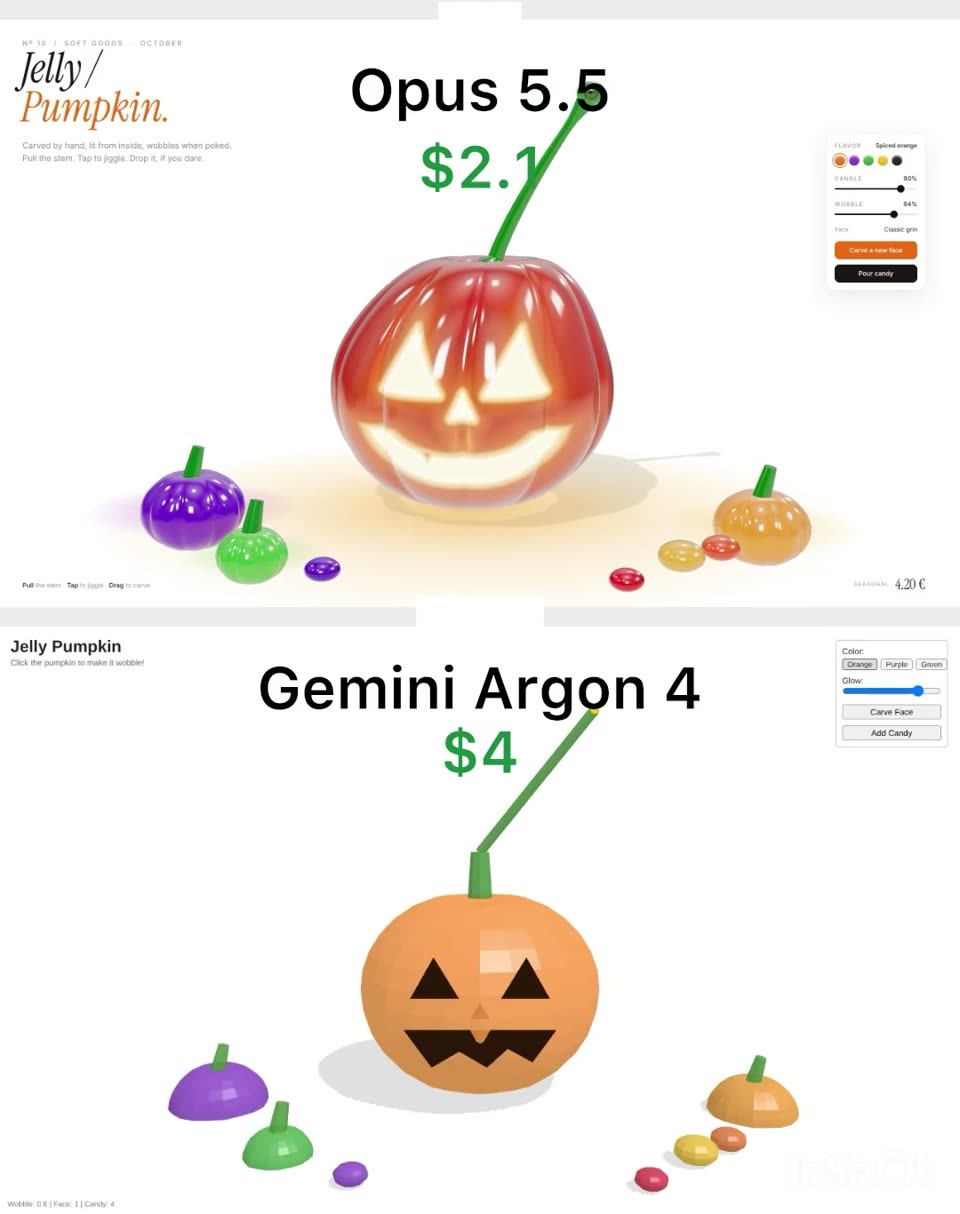 Nº 10 / SOFT GOODS · OCTOBER
Jelly /
Pumpkin.
Carved by hand, lit from inside, wobbles when poked.
Pull the stem. Tap to jiggle. Drop it, if you dare.
Opus 5.5
$2.1
FLAVOR Spiced orange
CANDLE 80%
WOBBLE 64%
Face Classic grin
Carve a new face
Pour candy
Pull the stem Tap to jiggle Drag to carve
SEASONAL 4.20 €
Jelly Pumpkin
Click the pumpkin to make it wobble!
Gemini Argon 4
$4
Color:
Orange Purple Green
Glow:
Carve Face
Add Candy
Wobble: 0.6 | Face: 1 | Candy: 4
InShOt